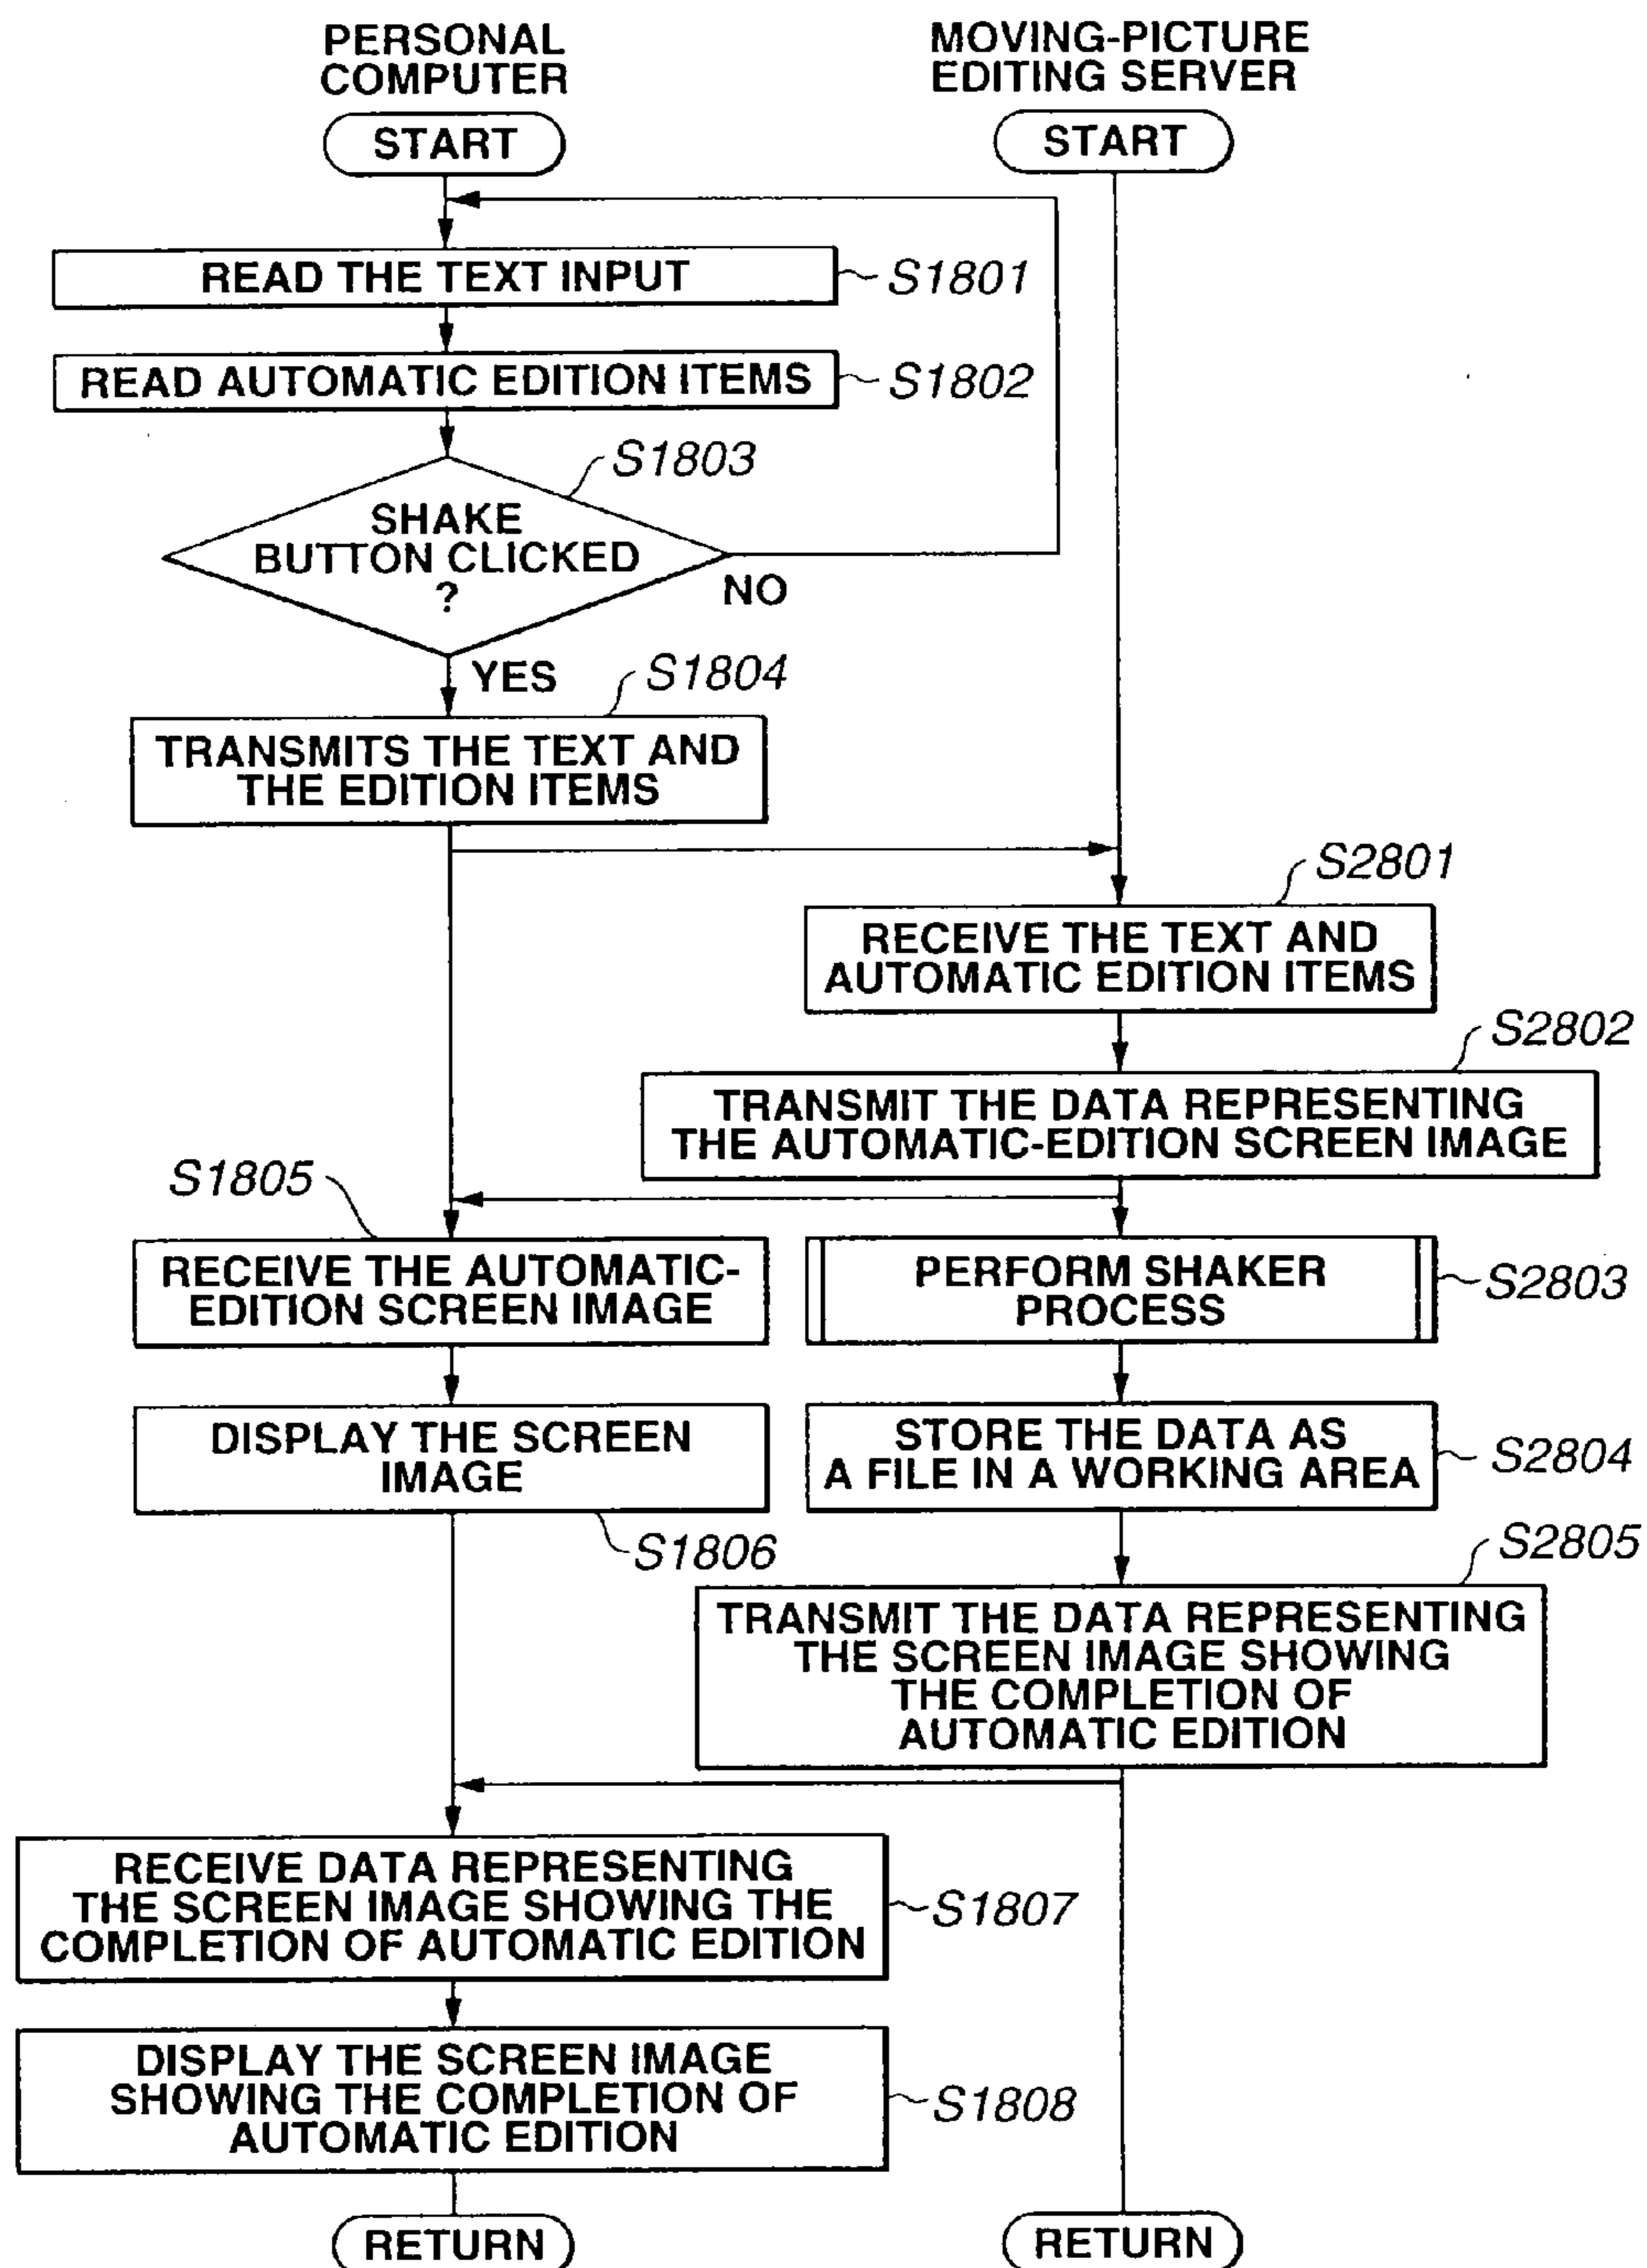 PERSONAL
COMPUTER
MOVING-PICTURE
EDITING SERVER
START
START
READ THE TEXT INPUT
S1801
READ AUTOMATIC EDITION ITEMS
S1802
S1803
SHAKE
BUTTON CLICKED
?
NO
YES
S1804
TRANSMITS THE TEXT AND
THE EDITION ITEMS
S2801
RECEIVE THE TEXT AND
AUTOMATIC EDITION ITEMS
S2802
TRANSMIT THE DATA REPRESENTING
THE AUTOMATIC-EDITION SCREEN IMAGE
S1805
RECEIVE THE AUTOMATIC-
EDITION SCREEN IMAGE
PERFORM SHAKER
PROCESS
S2803
DISPLAY THE SCREEN
IMAGE
S1806
STORE THE DATA AS
A FILE IN A WORKING AREA
S2804
S2805
TRANSMIT THE DATA REPRESENTING
THE SCREEN IMAGE SHOWING
THE COMPLETION OF
AUTOMATIC EDITION
RECEIVE DATA REPRESENTING
THE SCREEN IMAGE SHOWING THE
COMPLETION OF AUTOMATIC EDITION
S1807
DISPLAY THE SCREEN IMAGE
SHOWING THE COMPLETION OF
AUTOMATIC EDITION
S1808
RETURN
RETURN